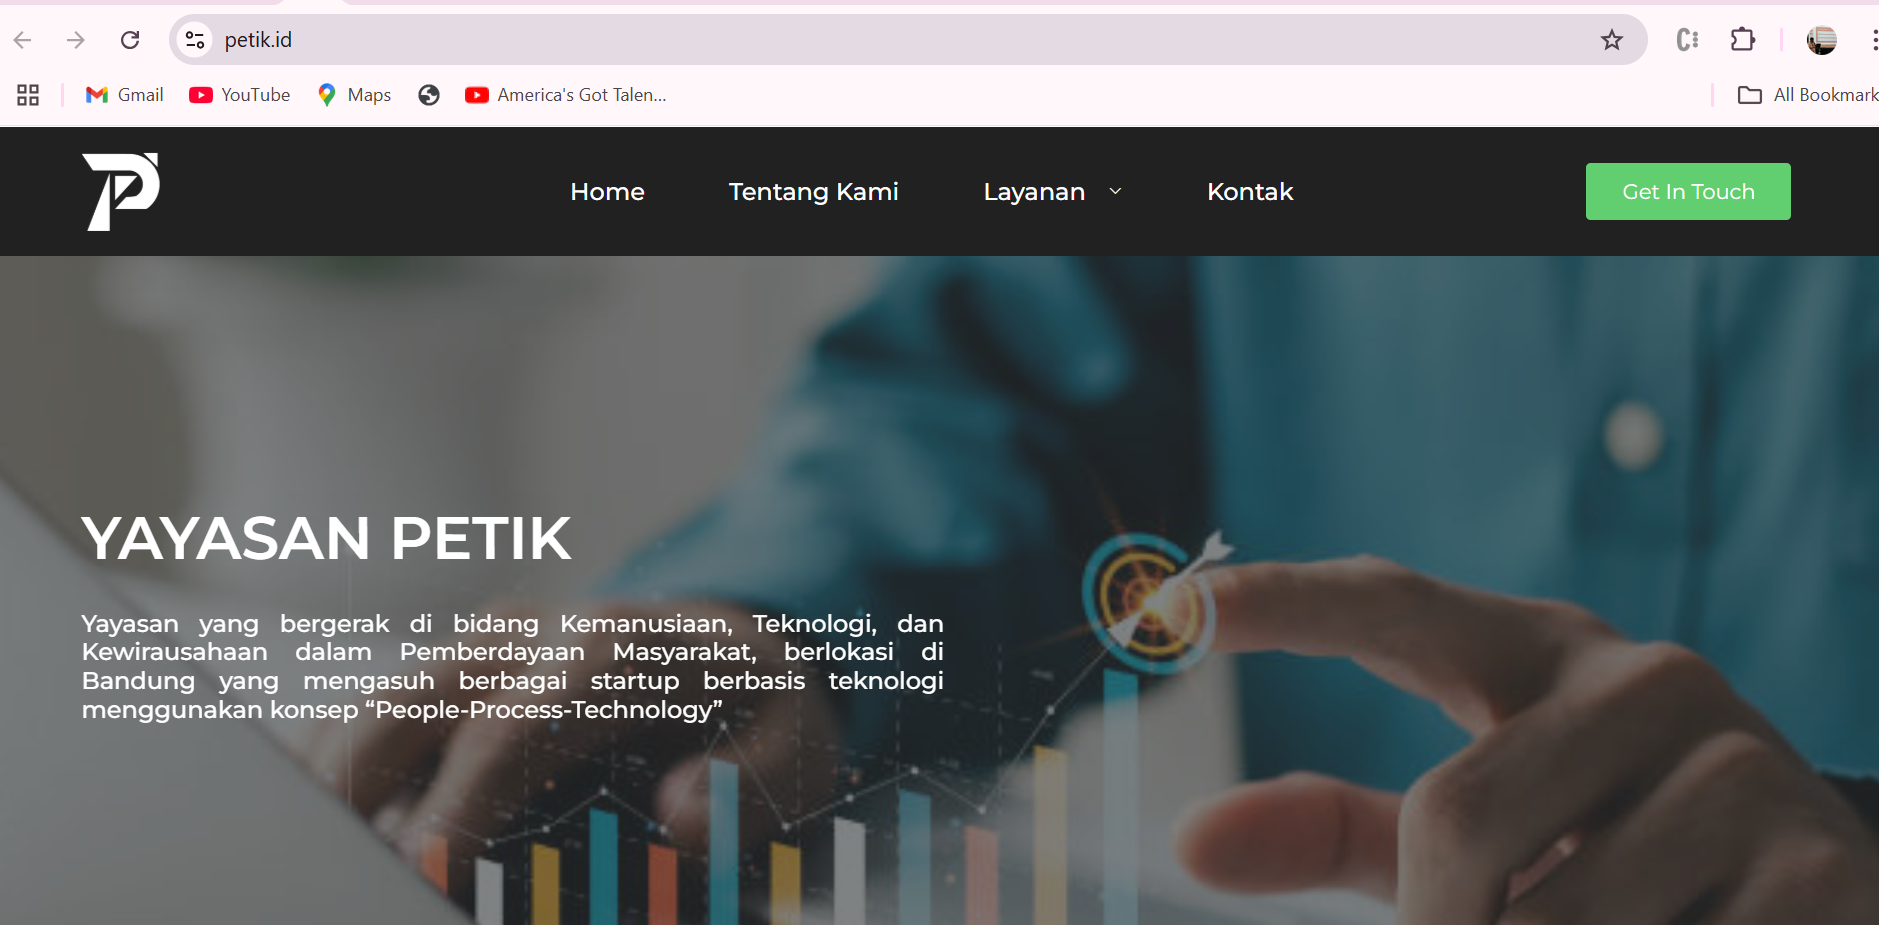 petik.id
Gmail
YouTube
Maps
America's Got Talen...
All Bookmark
Home
Tentang Kami
Layanan
Kontak
Get In Touch
YAYASAN PETIK
Yayasan yang bergerak di bidang Kemanusiaan, Teknologi, dan
Kewirausahaan dalam Pemberdayaan Masyarakat, berlokasi di
Bandung yang mengasuh berbagai startup berbasis teknologi
menggunakan konsep “People-Process-Technology”